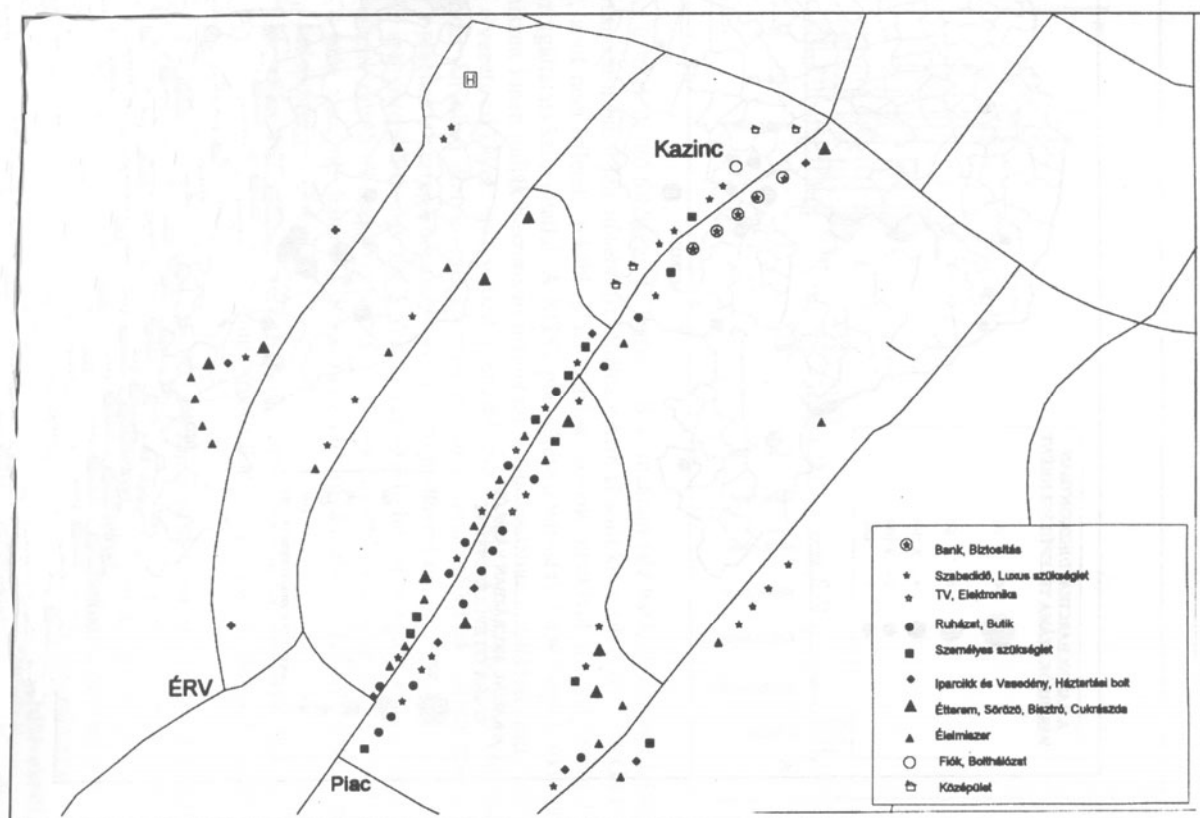 H
Kazinc
ÉRV
Piac
Bank, Biztosítás
Szabadidő, Luxus szükséglet
TV, Elektronika
Ruházat, Butik
Személyes szükséglet
Iparcikk és Vasedény, Háztartási bolt
Étterem, Söröző, Bisztró, Cukrászda
Élelmiszer
Fiók, Bolthálózat
Középület